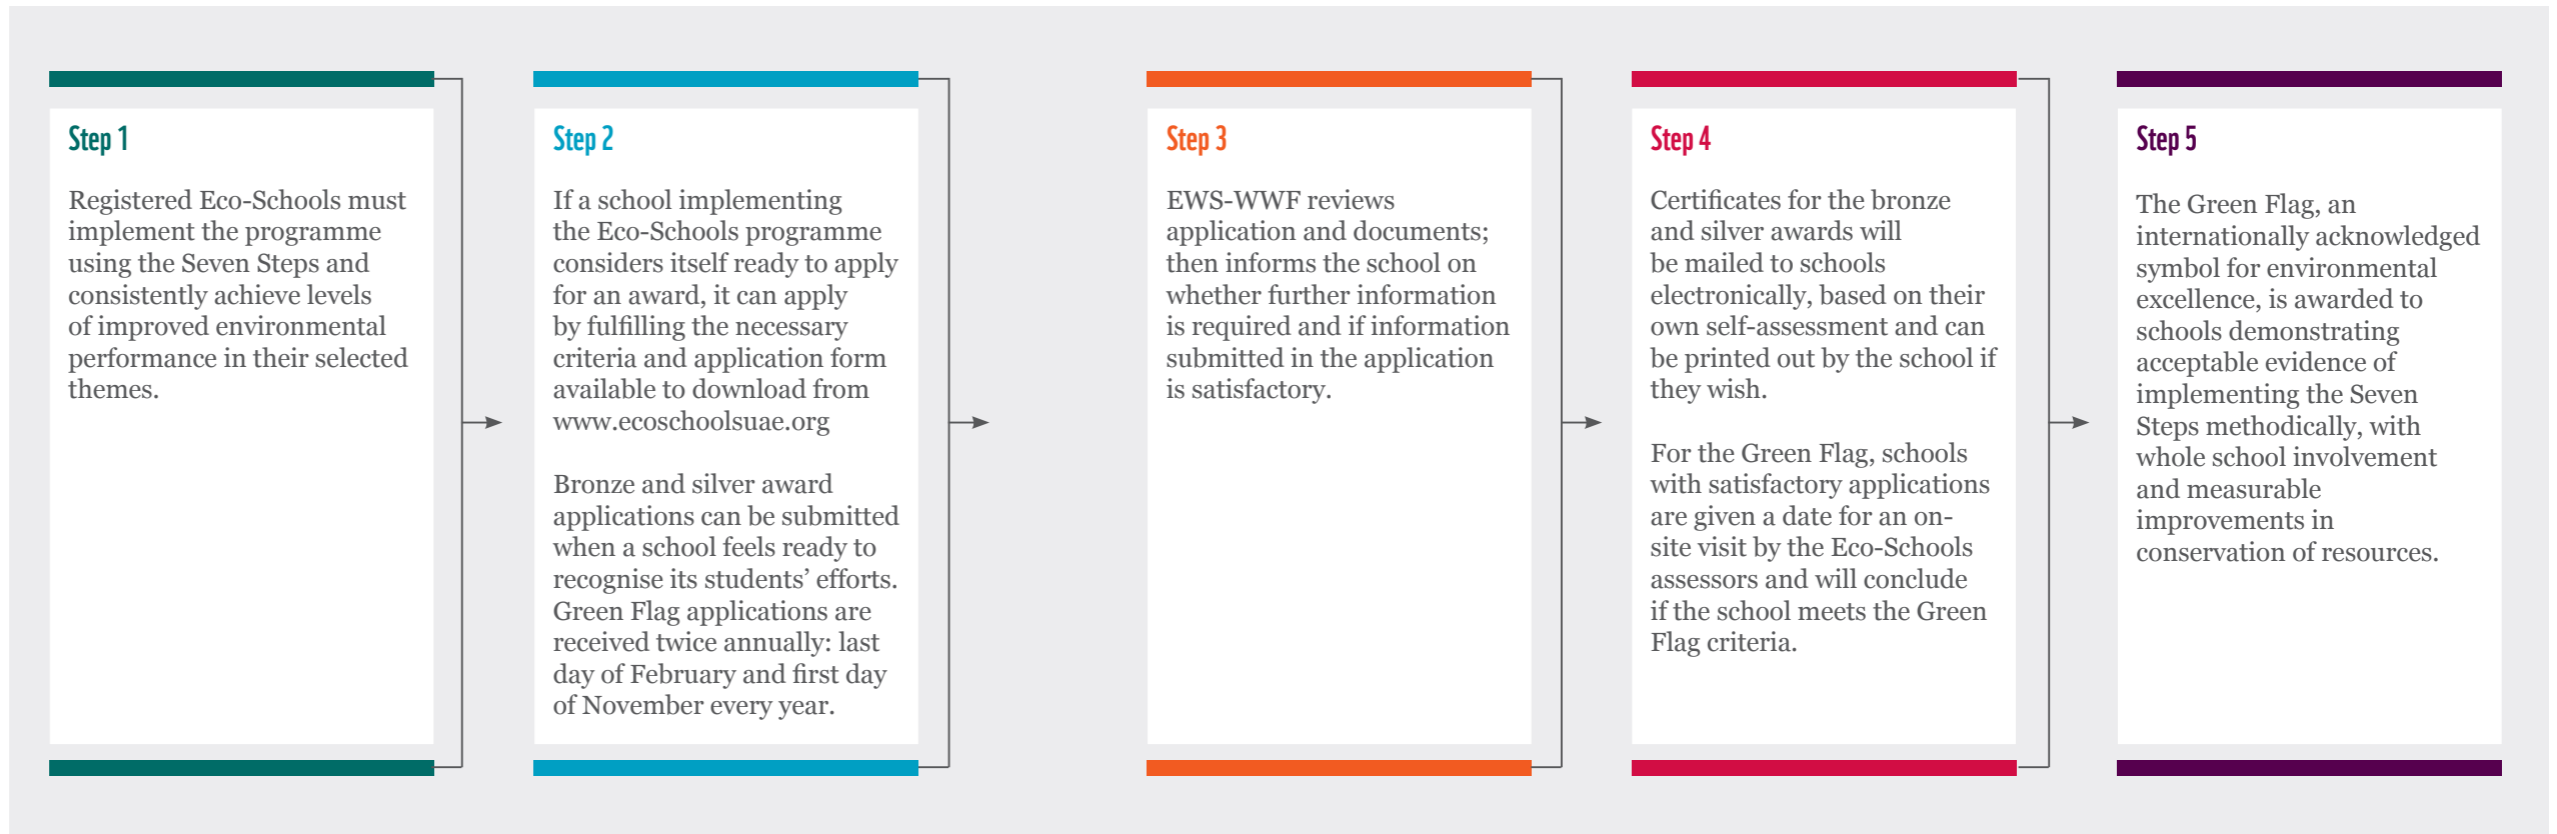 Step 1
Registered Eco-Schools must
implement the programme
using the Seven Steps and
consistently achieve levels
of improved environmental
performance in their selected
themes.
Step 2
If a school implementing
the Eco-Schools programme
considers itself ready to apply
for an award, it can apply
by fulfilling the necessary
criteria and application form
available to download from
www.ecoschoolsuae.org
Bronze and silver award
applications can be submitted
when a school feels ready to
recognise its students’ efforts.
Green Flag applications are
received twice annually: last
day of February and first day
of November every year.
Step 3
EWS-WWF reviews
application and documents;
then informs the school on
whether further information
is required and if information
submitted in the application
is satisfactory.
Step 4
Certificates for the bronze
and silver awards will
be mailed to schools
electronically, based on their
own self-assessment and can
be printed out by the school if
they wish.
For the Green Flag, schools
with satisfactory applications
are given a date for an on-
site visit by the Eco-Schools
assessors and will conclude
if the school meets the Green
Flag criteria.
Step 5
The Green Flag, an
internationally acknowledged
symbol for environmental
excellence, is awarded to
schools demonstrating
acceptable evidence of
implementing the Seven
Steps methodically, with
whole school involvement
and measurable
improvements in
conservation of resources.